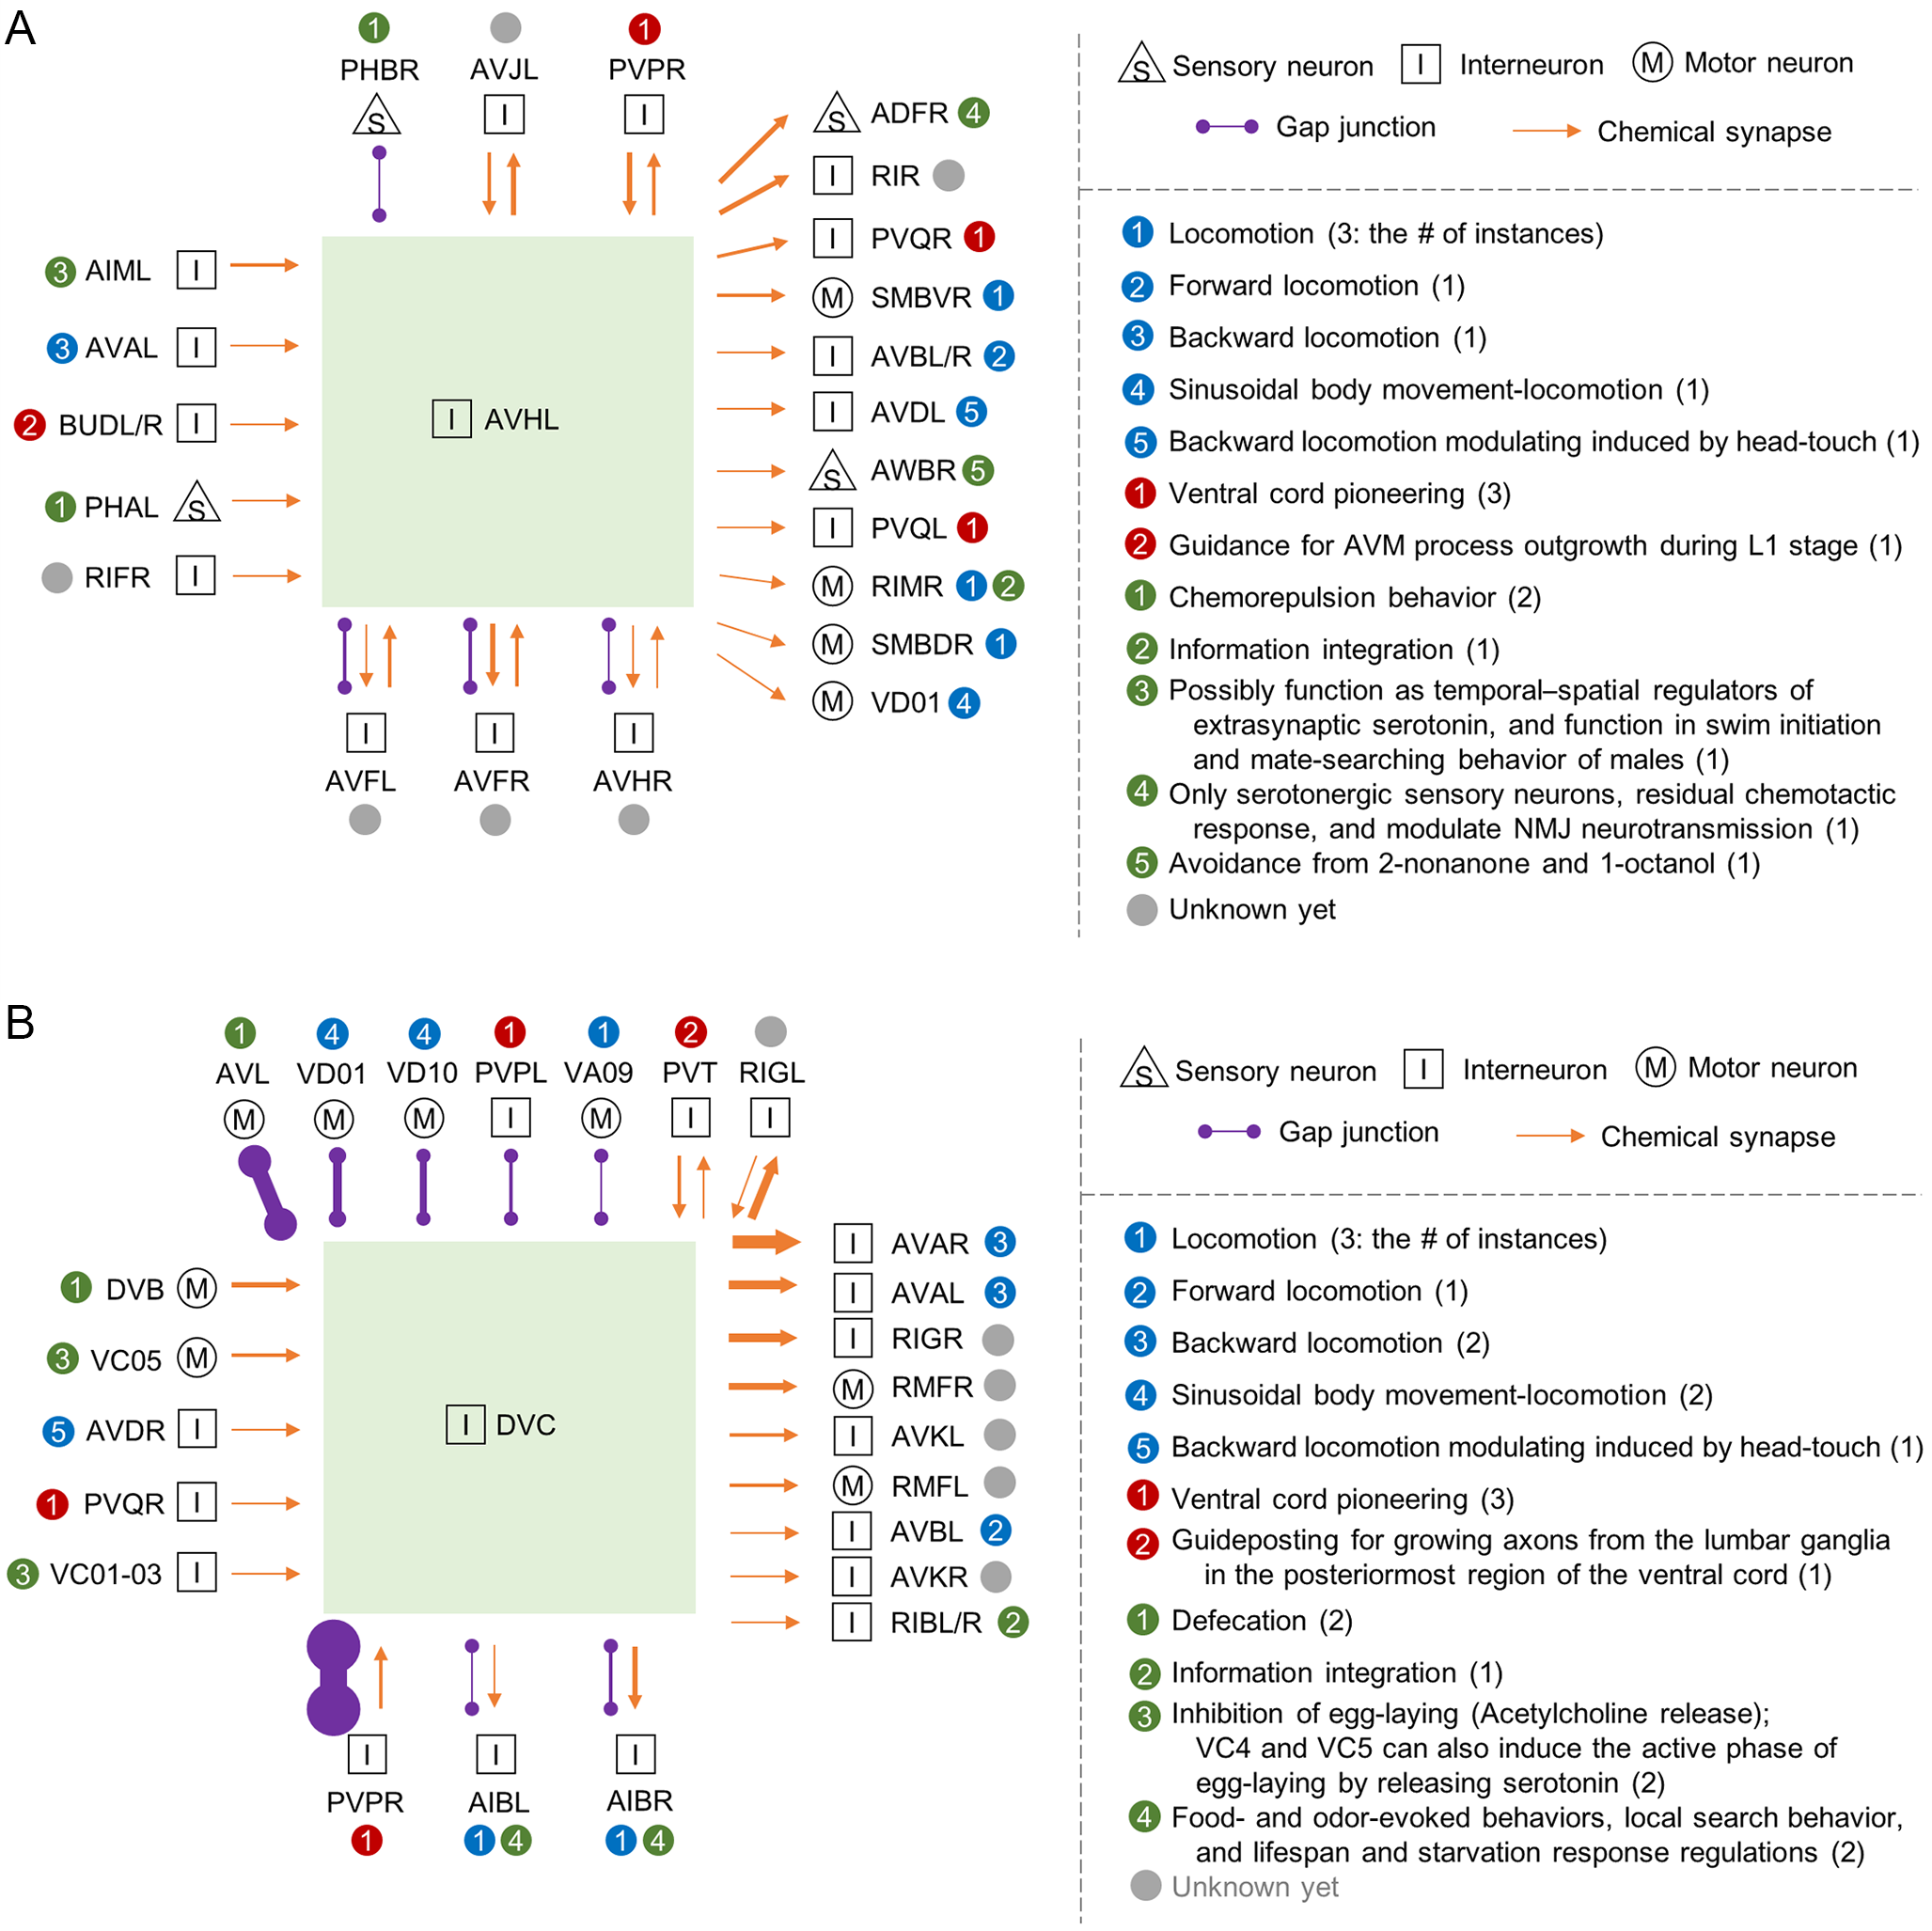 A
1
PHBR
S
AVJL
I
1
PVPR
I
3 AIML I
3 AVAL I
2 BUDL/R I
1 PHAL S
RIFR I
I AVHL
I
AVFL
I
AVFR
I
AVHR
S ADFR 4
I RIR
I PVQR 1
M SMBVR 1
I AVBL/R 2
I AVDL 5
S AWBR 5
I PVQL 1
M RIMR 1 2
M SMBDR 1
M VD01 4
S Sensory neuron I Interneuron M Motor neuron
Gap junction Chemical synapse
1 Locomotion (3: the # of instances)
2 Forward locomotion (1)
3 Backward locomotion (1)
4 Sinusoidal body movement-locomotion (1)
5 Backward locomotion modulating induced by head-touch (1)
1 Ventral cord pioneering (3)
2 Guidance for AVM process outgrowth during L1 stage (1)
1 Chemorepulsion behavior (2)
2 Information integration (1)
3 Possibly function as temporal–spatial regulators of
extrasynaptic serotonin, and function in swim initiation
and mate-searching behavior of males (1)
4 Only serotonergic sensory neurons, residual chemotactic
response, and modulate NMJ neurotransmission (1)
5 Avoidance from 2-nonanone and 1-octanol (1)
Unknown yet
B
1 4 4 1 1 2
AVL VD01 VD10 PVPL VA09 PVT RIGL
M M M I M I I
1 DVB M
3 VC05 M
5 AVDR I
1 PVQR I
3 VC01-03 I
I DVC
I I I
PVPR AIBL AIBR
1 1 4 1 4
I AVAR 3
I AVAL 3
I RIGR
M RMFR
I AVKL
M RMFL
I AVBL 2
I AVKR
I RIBL/R 2
S Sensory neuron I Interneuron M Motor neuron
Gap junction Chemical synapse
1 Locomotion (3: the # of instances)
2 Forward locomotion (1)
3 Backward locomotion (2)
4 Sinusoidal body movement-locomotion (2)
5 Backward locomotion modulating induced by head-touch (1)
1 Ventral cord pioneering (3)
2 Guideposting for growing axons from the lumbar ganglia
in the posteriormost region of the ventral cord (1)
1 Defecation (2)
2 Information integration (1)
3 Inhibition of egg-laying (Acetylcholine release);
VC4 and VC5 can also induce the active phase of
egg-laying by releasing serotonin (2)
4 Food- and odor-evoked behaviors, local search behavior,
and lifespan and starvation response regulations (2)
Unknown yet